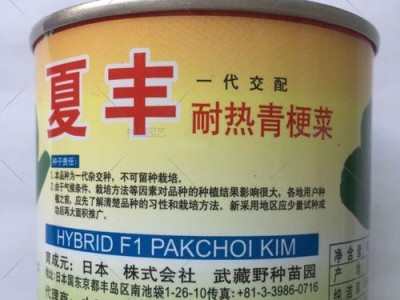 夏丰
一代交配
耐热青梗菜
种子责任:
1.本品为一代杂交种,不可留种栽培。
2.由于气候条件、栽培方法等因素对品种的种植结果影响很大,各地用户种
植之前,应先了解清楚品种的习性和栽培方法。新采用地区应少量试种成
功后再大面积推广。
HYBRID F1 PAKCHOI KIM
育成元:日本 株式会社 武藏野种苗园
地址:日本国东京都丰岛区南池袋1-26-10传真:+81-3-3986-0716
代理商:
净含量